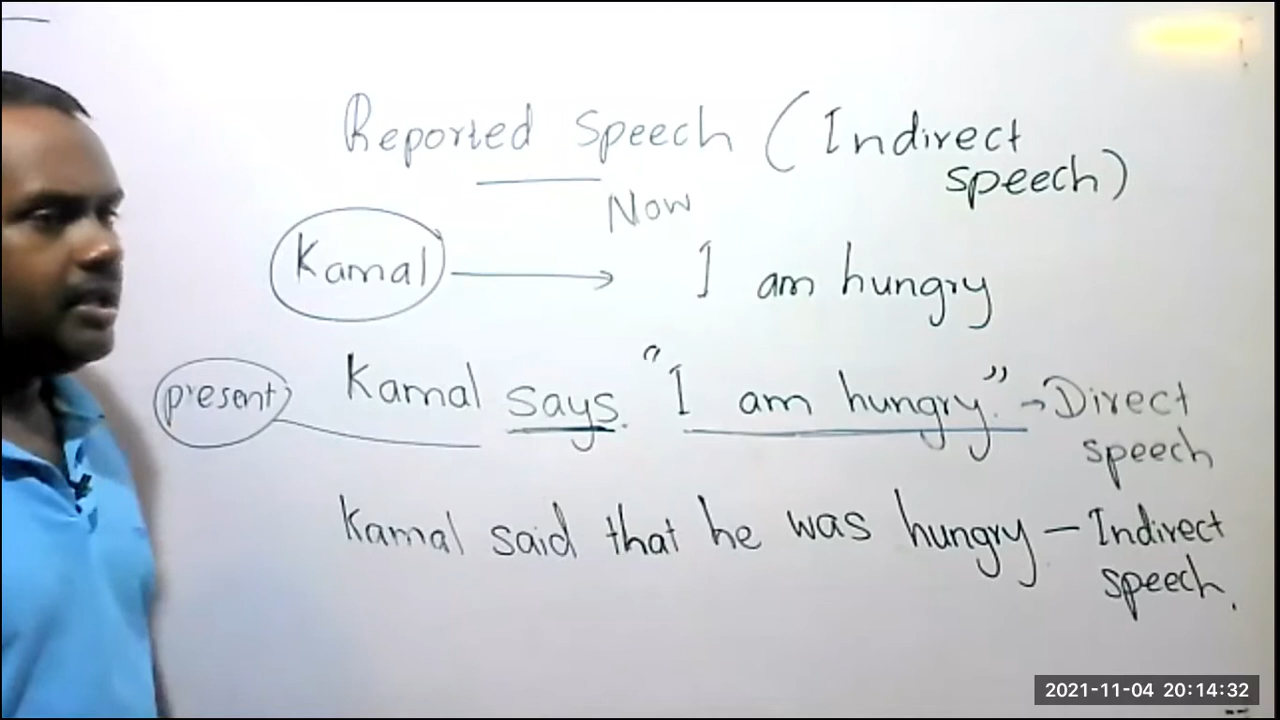 Reported Speech (Indirect
speech)
Now
Kamal → I am hungry
present Kamal says. "I am hungry." → Direct
speech
Kamal said that he was hungry — Indirect
speech.
2021-11-04 20:14:32